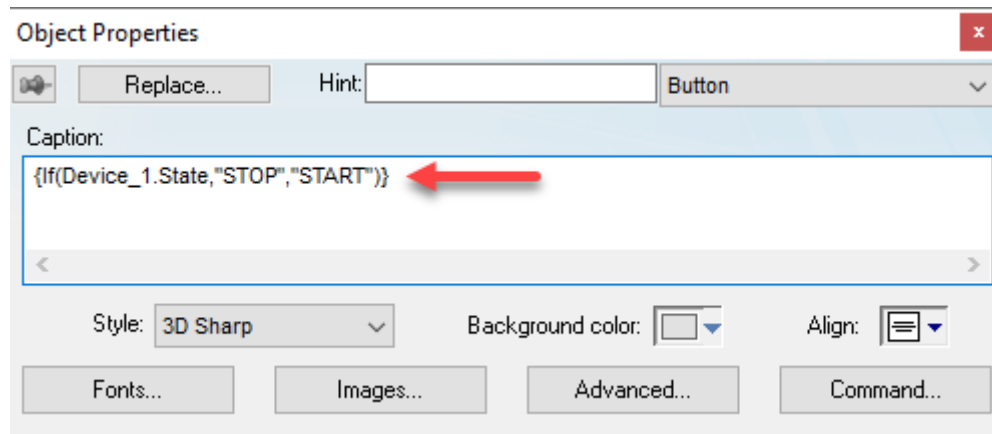 Object Properties
x
Replace... Hint: Button
Caption:
{If(Device_1.State,"STOP","START")}
Style: 3D Sharp Background color: Align:
Fonts... Images... Advanced... Command...